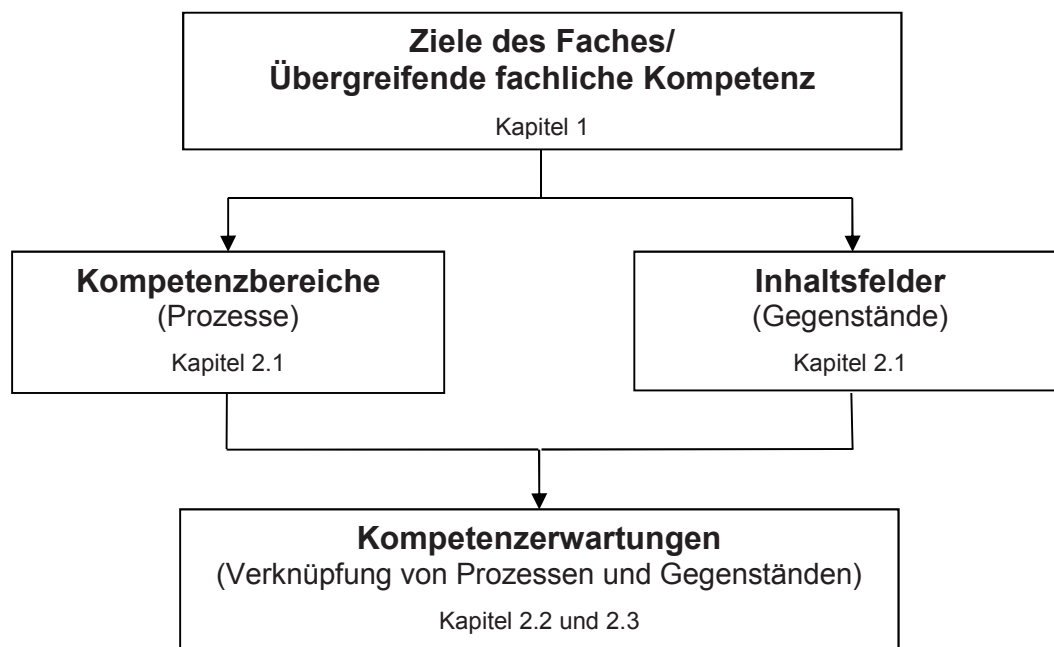 Ziele des Faches/
Übergreifende fachliche Kompetenz
Kapitel 1
Kompetenzbereiche
(Prozesse)
Kapitel 2.1
Inhaltsfelder
(Gegenstände)
Kapitel 2.1
Kompetenzerwartungen
(Verknüpfung von Prozessen und Gegenständen)
Kapitel 2.2 und 2.3